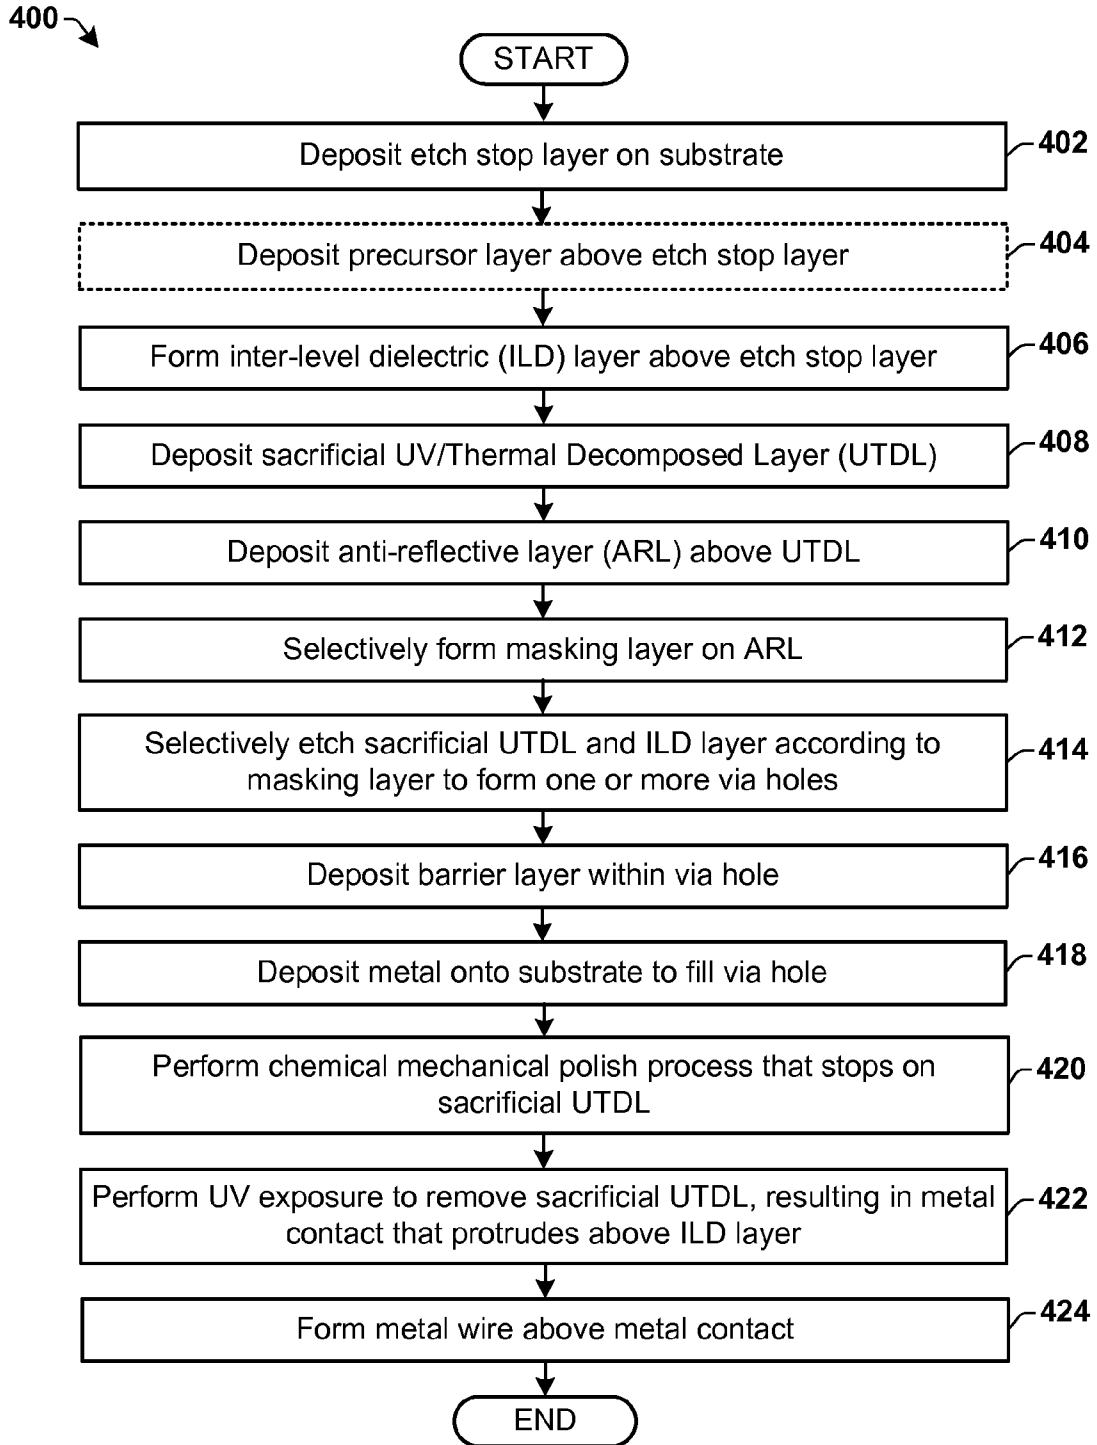 400
START
Deposit etch stop layer on substrate
402
Deposit precursor layer above etch stop layer
404
Form inter-level dielectric (ILD) layer above etch stop layer
406
Deposit sacrificial UV/Thermal Decomposed Layer (UTDL)
408
Deposit anti-reflective layer (ARL) above UTDL
410
Selectively form masking layer on ARL
412
Selectively etch sacrificial UTDL and ILD layer according to
masking layer to form one or more via holes
414
Deposit barrier layer within via hole
416
Deposit metal onto substrate to fill via hole
418
Perform chemical mechanical polish process that stops on
sacrificial UTDL
420
Perform UV exposure to remove sacrificial UTDL, resulting in metal
contact that protrudes above ILD layer
422
Form metal wire above metal contact
424
END